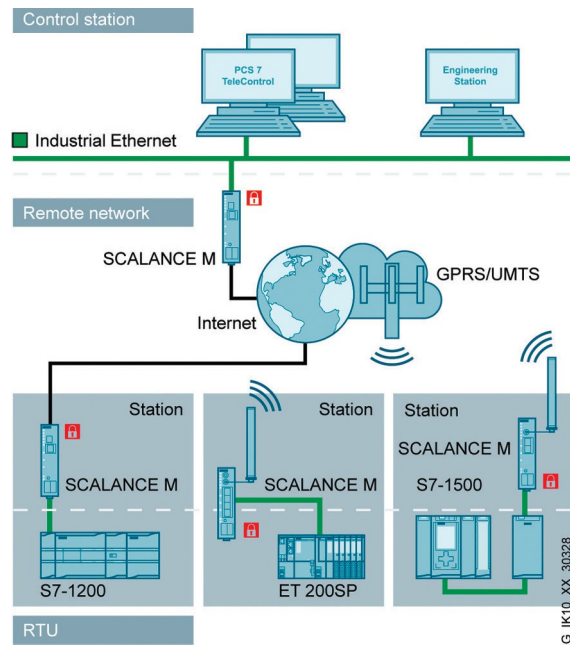 Control station
PCS 7
TeleControl
Engineering
Station
Industrial Ethernet
Remote network
SCALANCE M
GPRS/UMTS
Internet
Station
SCALANCE M
S7-1200
Station
SCALANCE M
ET 200SP
Station
SCALANCE M
S7-1500
RTU
G_IK10_XX_30328